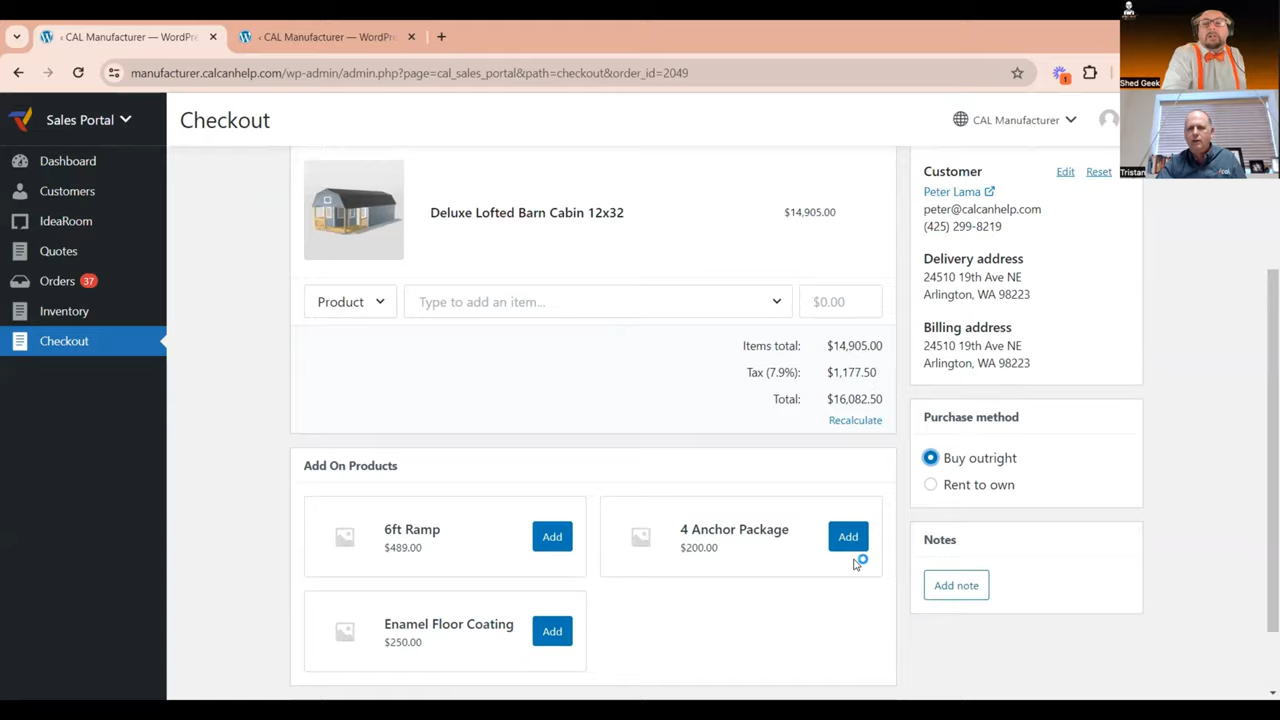 ‹ CAL Manufacturer — WordPre
‹ CAL Manufacturer — WordPre
manufacturer.calcanhelp.com/wp-admin/admin.php?page=cal_sales_portal&path=checkout&order_id=2049
1
Shed Geek
Tristan
Sales Portal
Dashboard
Customers
IdeaRoom
Quotes
Orders 37
Inventory
Checkout
Checkout
CAL Manufacturer
Deluxe Lofted Barn Cabin 12x32 $14,905.00
Product Type to add an item... $0.00
Items total: $14,905.00
Tax (7.9%): $1,177.50
Total: $16,082.50
Recalculate
Add On Products
6ft Ramp
$489.00
Add
4 Anchor Package
$200.00
Add
Enamel Floor Coating
$250.00
Add
Customer Edit Reset
Peter Lama
peter@calcanhelp.com
(425) 299-8219
Delivery address
24510 19th Ave NE
Arlington, WA 98223
Billing address
24510 19th Ave NE
Arlington, WA 98223
Purchase method
Buy outright
Rent to own
Notes
Add note